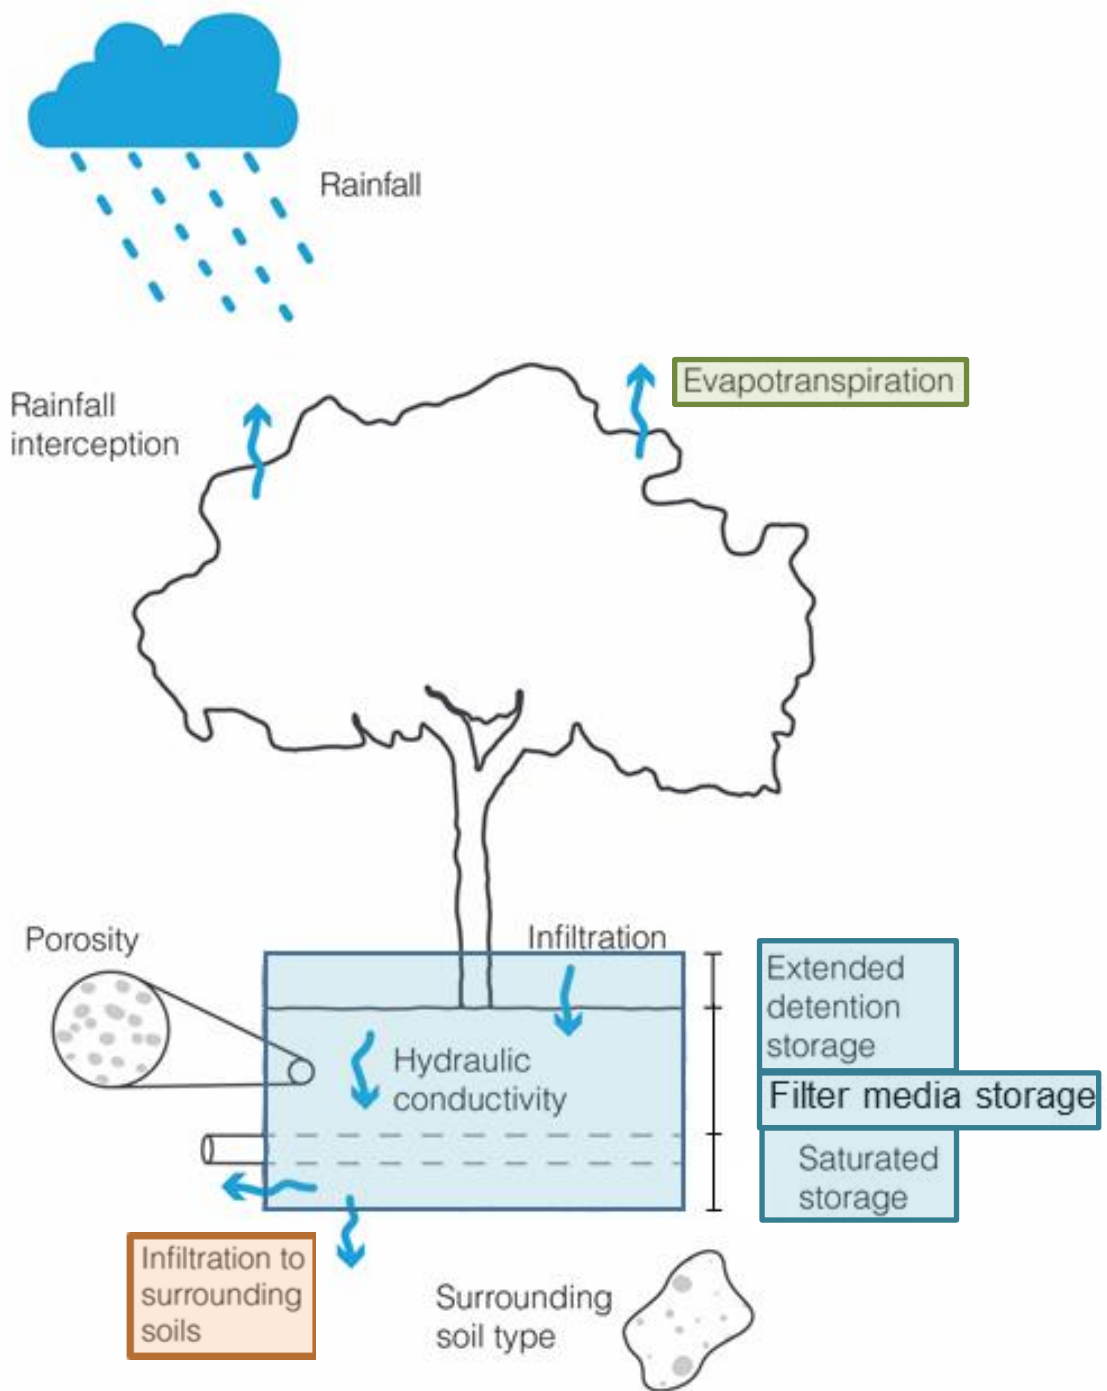 Rainfall
Rainfall
interception
Evapotranspiration
Porosity
Infiltration
Extended
detention
storage
Hydraulic
conductivity
Filter media storage
Saturated
storage
Infiltration to
surrounding
soils
Surrounding
soil type